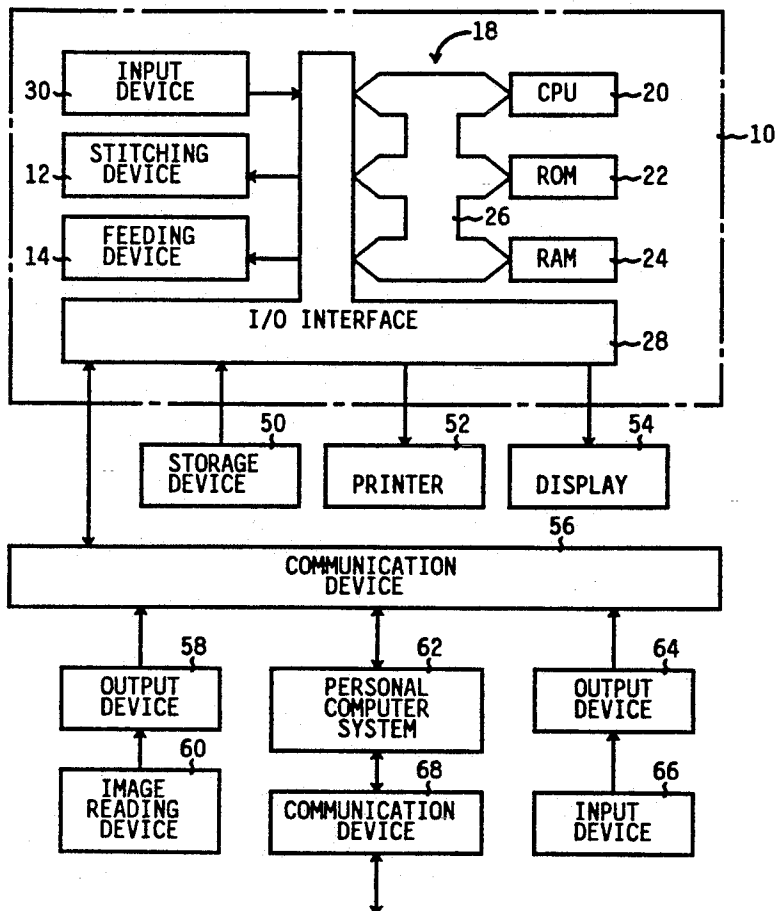 18
INPUT
DEVICE
30
CPU
20
10
STITCHING
DEVICE
12
ROM
22
26
FEEDING
DEVICE
14
RAM
24
I/O INTERFACE
28
50
52
54
STORAGE
DEVICE
PRINTER
DISPLAY
56
COMMUNICATION
DEVICE
58
62
64
OUTPUT
DEVICE
PERSONAL
COMPUTER
SYSTEM
OUTPUT
DEVICE
60
68
66
IMAGE
READING
DEVICE
COMMUNICATION
DEVICE
INPUT
DEVICE